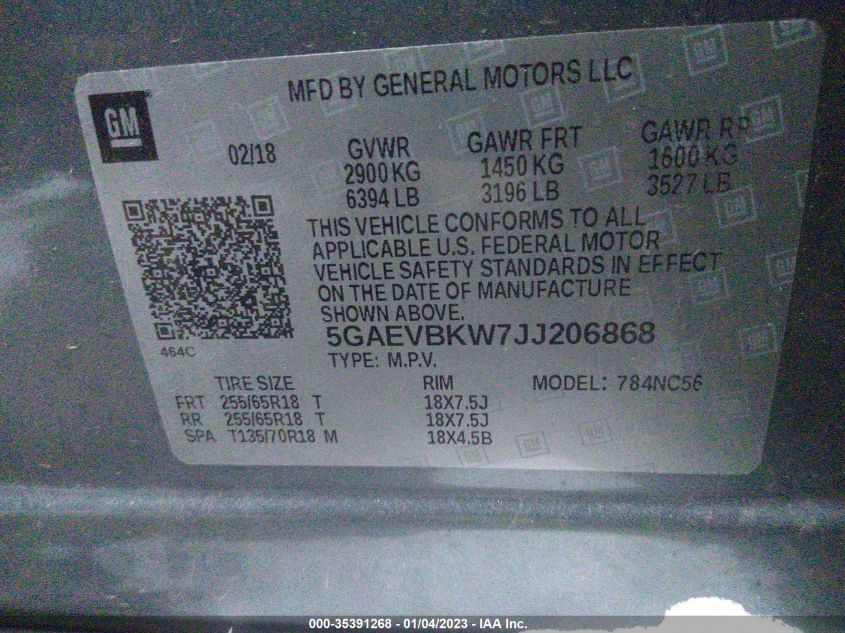 MFD BY GENERAL MOTORS LLC
GM
®
02/18
GVWR GAWR FRT GAWR RR
2900 KG 1450 KG 1600 KG
6394 LB 3196 LB 3527 LB
THIS VEHICLE CONFORMS TO ALL
APPLICABLE U.S. FEDERAL MOTOR
VEHICLE SAFETY STANDARDS IN EFFECT
ON THE DATE OF MANUFACTURE
SHOWN ABOVE.
464C
5GAEVBKW7JJ206868
TYPE: M.P.V.
TIRE SIZE RIM MODEL: 784NC56
FRT 255/65R18 T 18X7.5J
RR 255/65R18 T 18X7.5J
SPA T135/70R18 M 18X4.5B
000-35391268 - 01/04/2023 - IAA Inc.